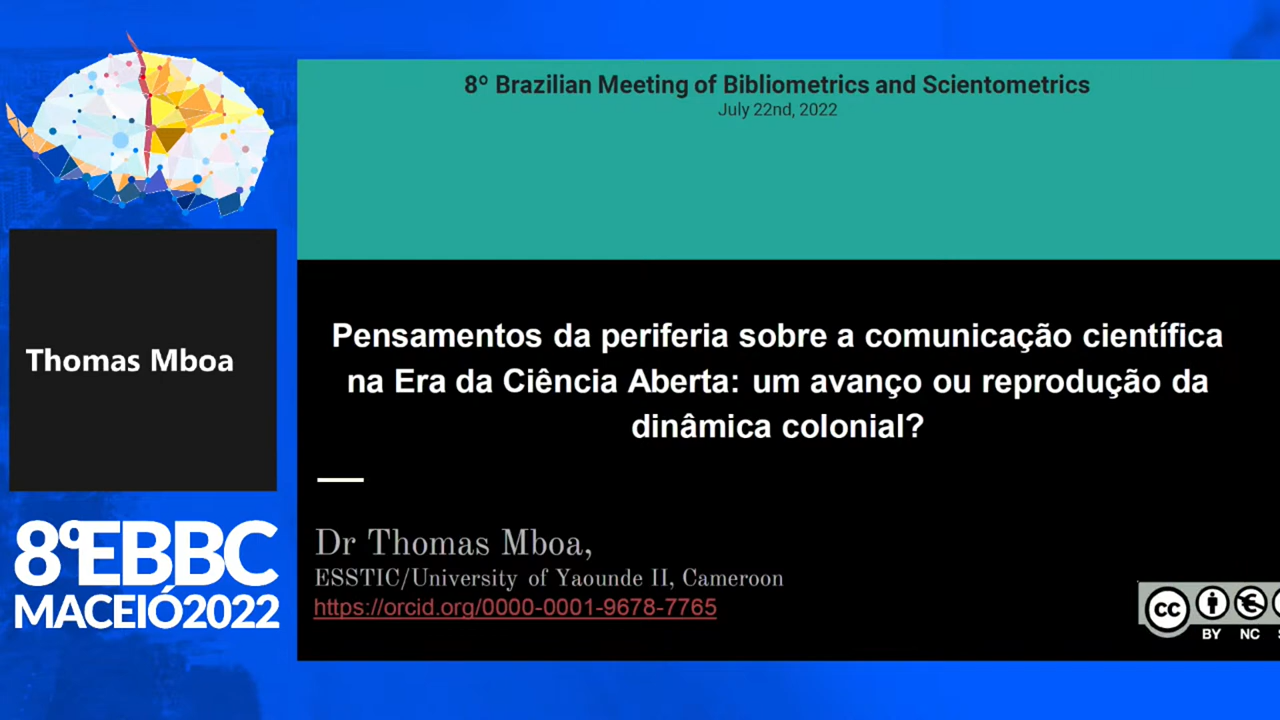 8º Brazilian Meeting of Bibliometrics and Scientometrics
July 22nd, 2022
Thomas Mboa
Pensamentos da periferia sobre a comunicação científica
na Era da Ciência Aberta: um avanço ou reprodução da
dinâmica colonial?
Dr Thomas Mboa,
ESSTIC/University of Yaounde II, Cameroon
https://orcid.org/0000-0001-9678-7765
8ºEBBC
MACEIÓ2022
cc
BY NC